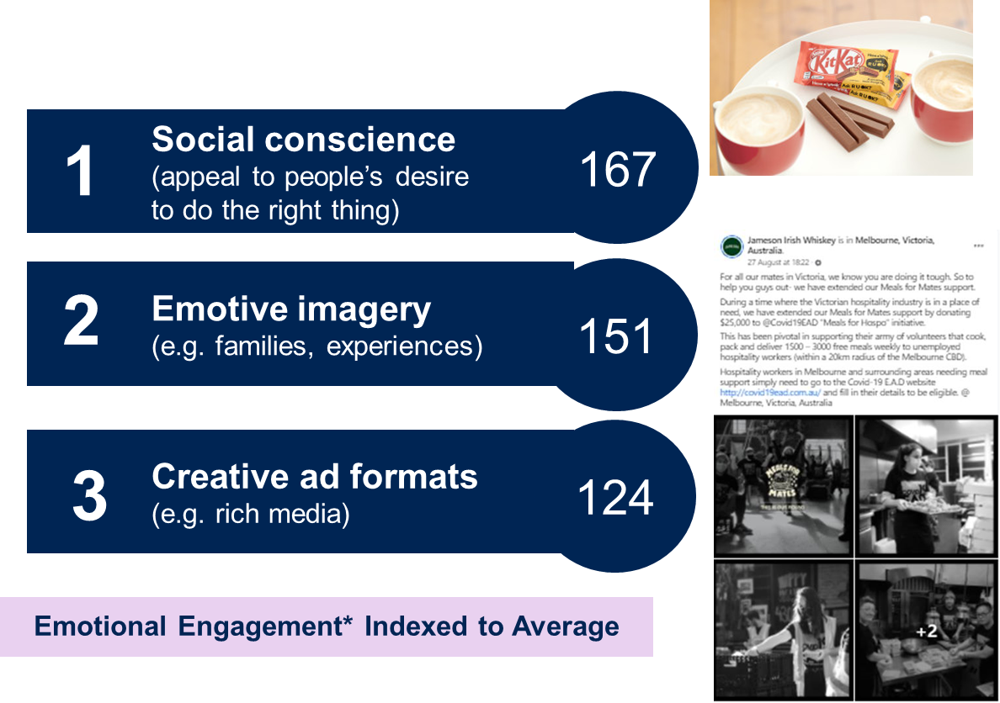 1
Social conscience
(appeal to people's desire
to do the right thing)
167
2
Emotive imagery
(e.g. families, experiences)
151
3
Creative ad formats
(e.g. rich media)
124
Emotional Engagement* Indexed to Average
Nestle
KitKat
R U OK?
Ask R U OK?
Jameson Irish Whiskey is in Melbourne, Victoria,
Australia.
27 August at 18:22
For all our mates in Victoria, we know you are doing it tough. So to
help you guys out- we have extended our Meals for Mates support.
During a time where the Victorian hospitality industry is in a place of
need, we have extended our Meals for Mates support by donating
$25,000 to @Covid19EAD "Meals for Hospo" initiative.
This has been pivotal in supporting their army of volunteers that cook,
pack and deliver 1500 – 3000 free meals weekly to unemployed
hospitality workers (within a 20km radius of the Melbourne CBD).
Hospitality workers in Melbourne and surrounding areas needing meal
support simply need to go to the Covid-19 E.A.D website
http://covid19ead.com.au/ and fill in their details to be eligible. @
Melbourne, Victoria, Australia
MEALS FOR
MATES
+2